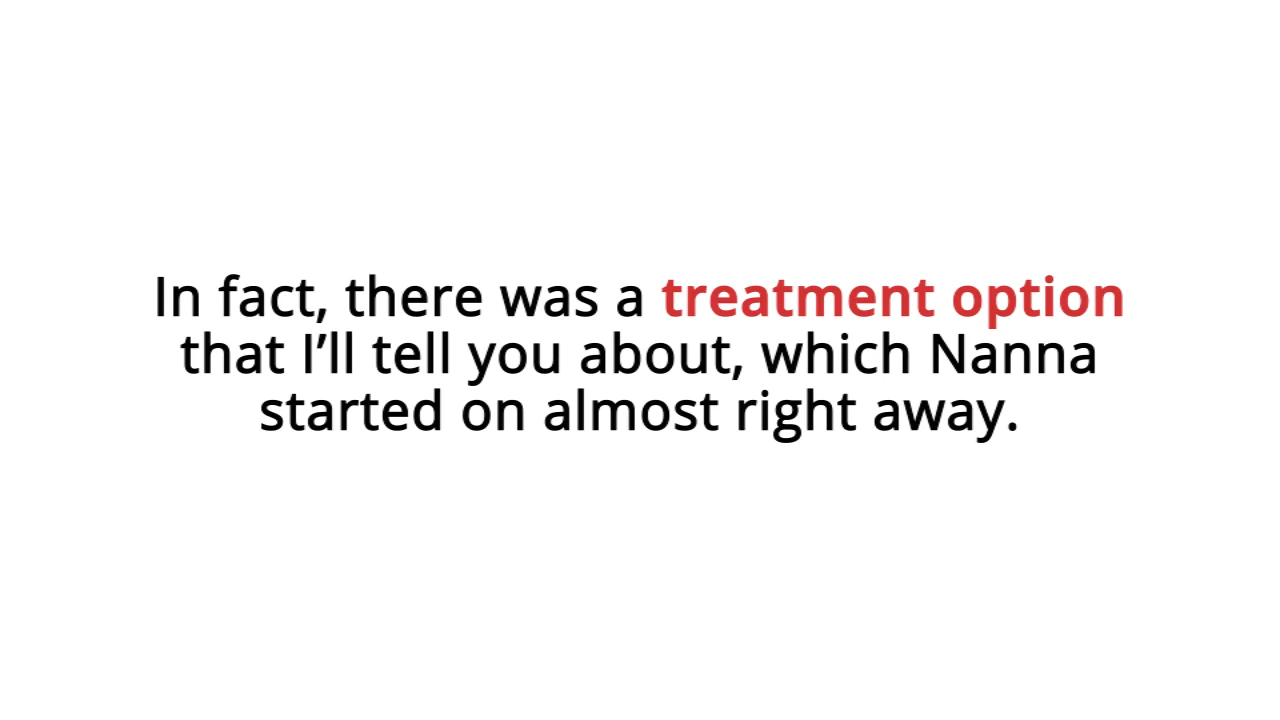 In fact, there was a treatment option
that I’ll tell you about, which Nanna
started on almost right away.